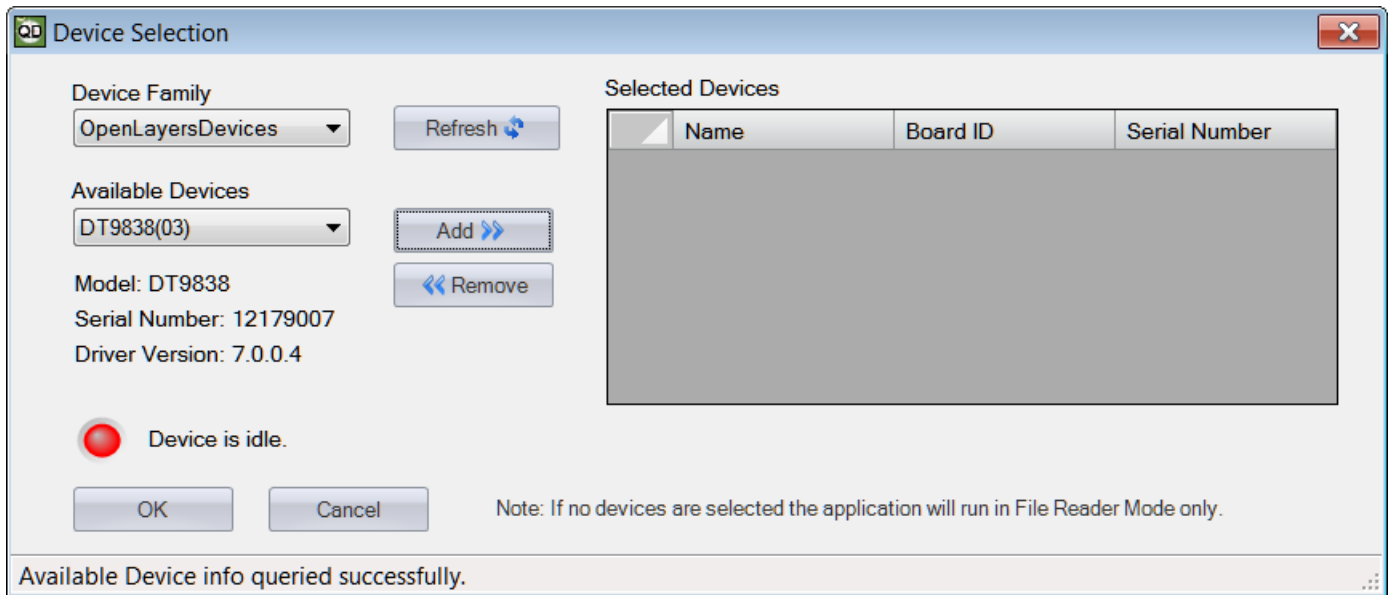 QD Device Selection
Device Family
OpenLayersDevices
Refresh
Available Devices
DT9838(03)
Add
Remove
Model: DT9838
Serial Number: 12179007
Driver Version: 7.0.0.4
Device is idle.
OK
Cancel
Selected Devices
Name Board ID Serial Number
Note: If no devices are selected the application will run in File Reader Mode only.
Available Device info queried successfully.